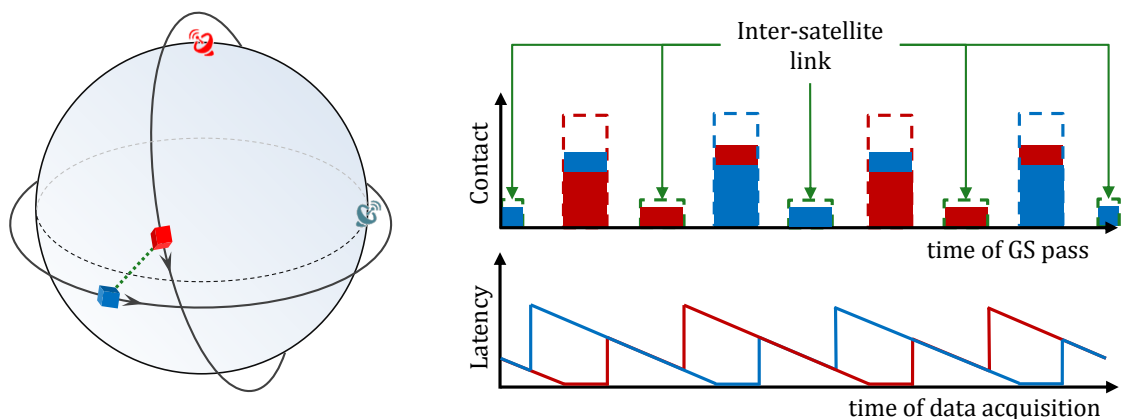 Inter-satellite
link
Contact
time of GS pass
Latency
time of data acquisition